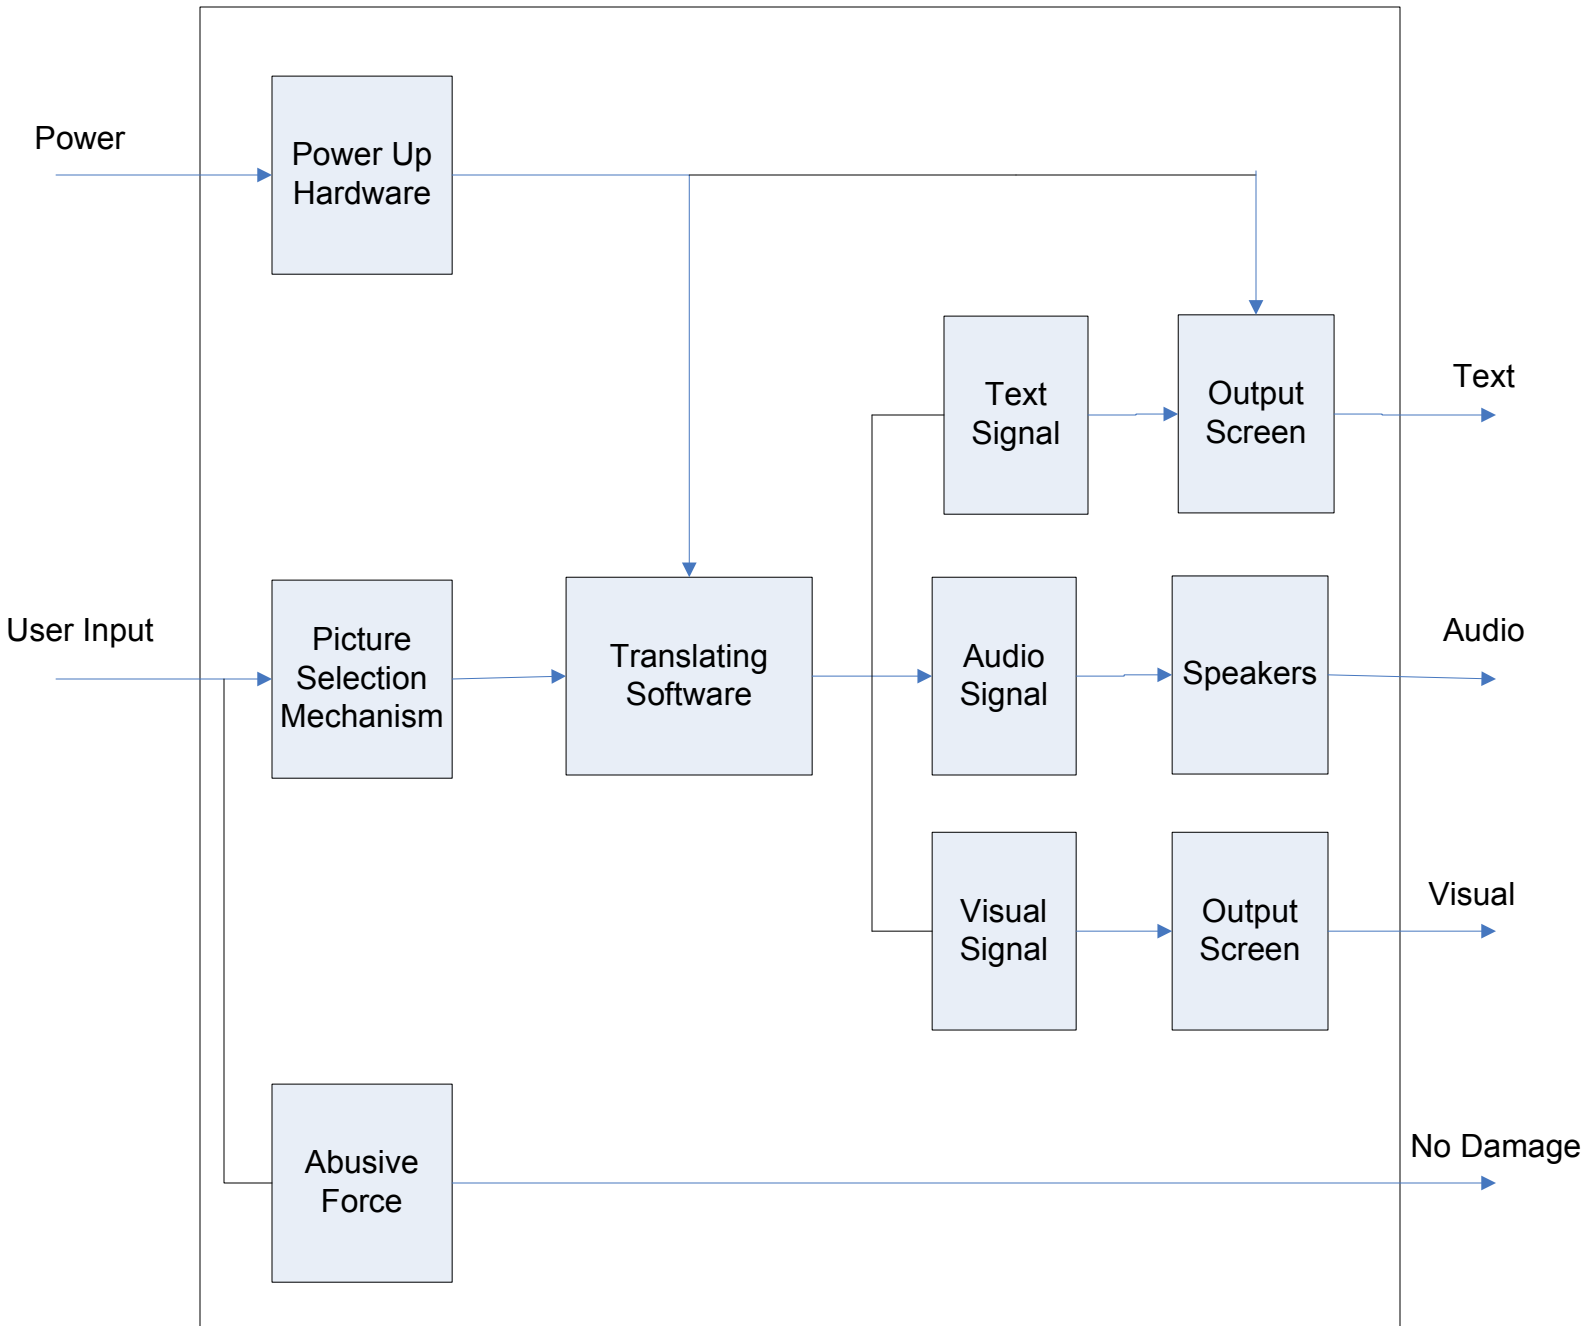 Power
Power Up
Hardware
Text
Signal
Output
Screen
Text
User Input
Picture
Selection
Mechanism
Translating
Software
Audio
Signal
Speakers
Audio
Visual
Signal
Output
Screen
Visual
Abusive
Force
No Damage